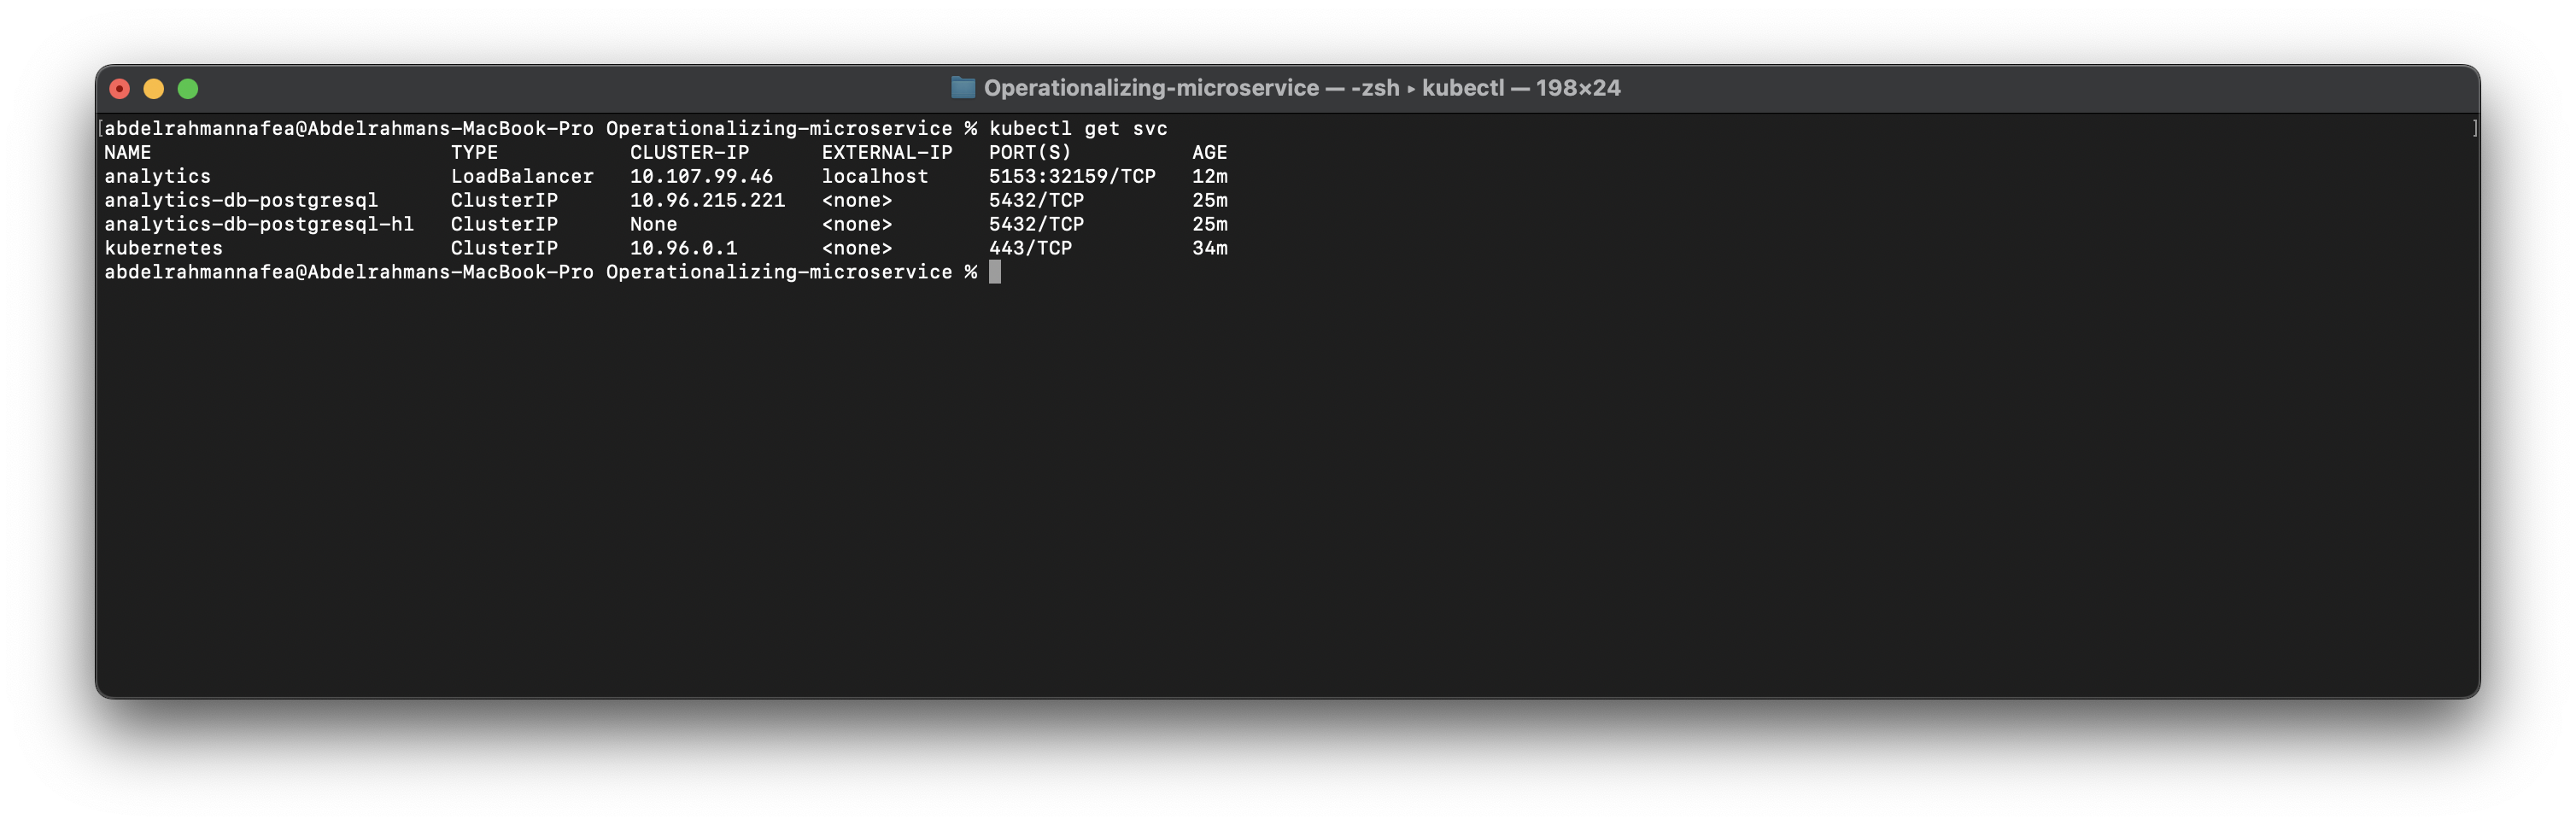 Operationalizing-microservice — -zsh ▸ kubectl — 198×24
[abdelrahmannafea@Abdelrahmans-MacBook-Pro Operationalizing-microservice % kubectl get svc ]
NAME TYPE CLUSTER-IP EXTERNAL-IP PORT(S) AGE
analytics LoadBalancer 10.107.99.46 localhost 5153:32159/TCP 12m
analytics-db-postgresql ClusterIP 10.96.215.221 <none> 5432/TCP 25m
analytics-db-postgresql-hl ClusterIP None <none> 5432/TCP 25m
kubernetes ClusterIP 10.96.0.1 <none> 443/TCP 34m
abdelrahmannafea@Abdelrahmans-MacBook-Pro Operationalizing-microservice %